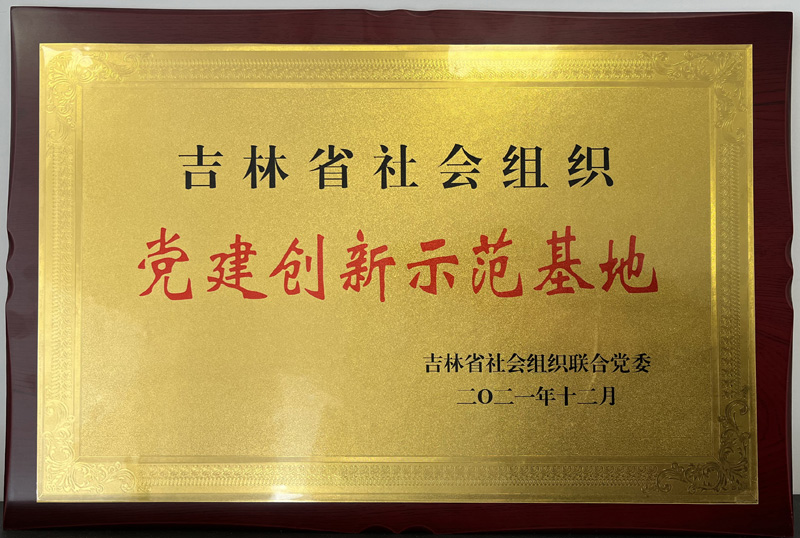 吉林省社会组织
党建创新示范基地
吉林省社会组织联合党委
二〇二一年十二月